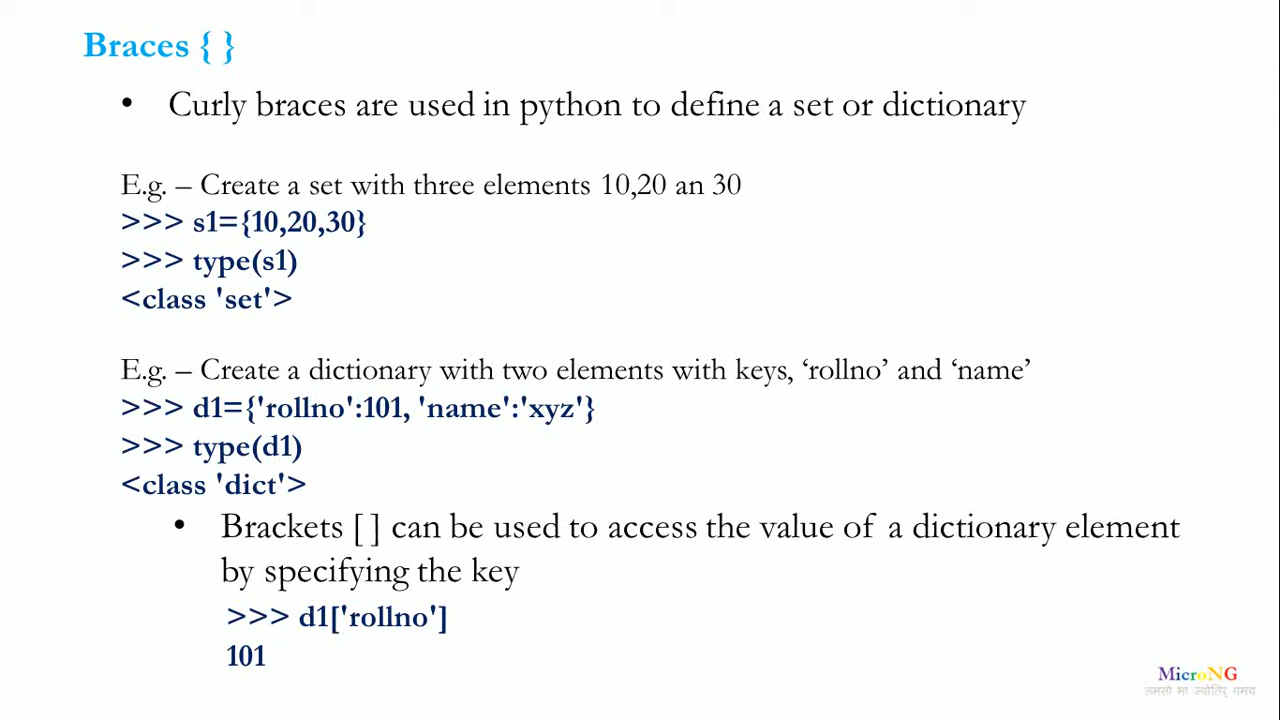 Braces { }
• Curly braces are used in python to define a set or dictionary
E.g. – Create a set with three elements 10,20 an 30
>>> s1={10,20,30}
>>> type(s1)
<class 'set'>
E.g. – Create a dictionary with two elements with keys, ‘rollno’ and ‘name’
>>> d1={'rollno':101, 'name':'xyz'}
>>> type(d1)
<class 'dict'>
• Brackets [ ] can be used to access the value of a dictionary element
by specifying the key
>>> d1['rollno']
101
MicroNG
तमसो मा ज्योतिर् गमय